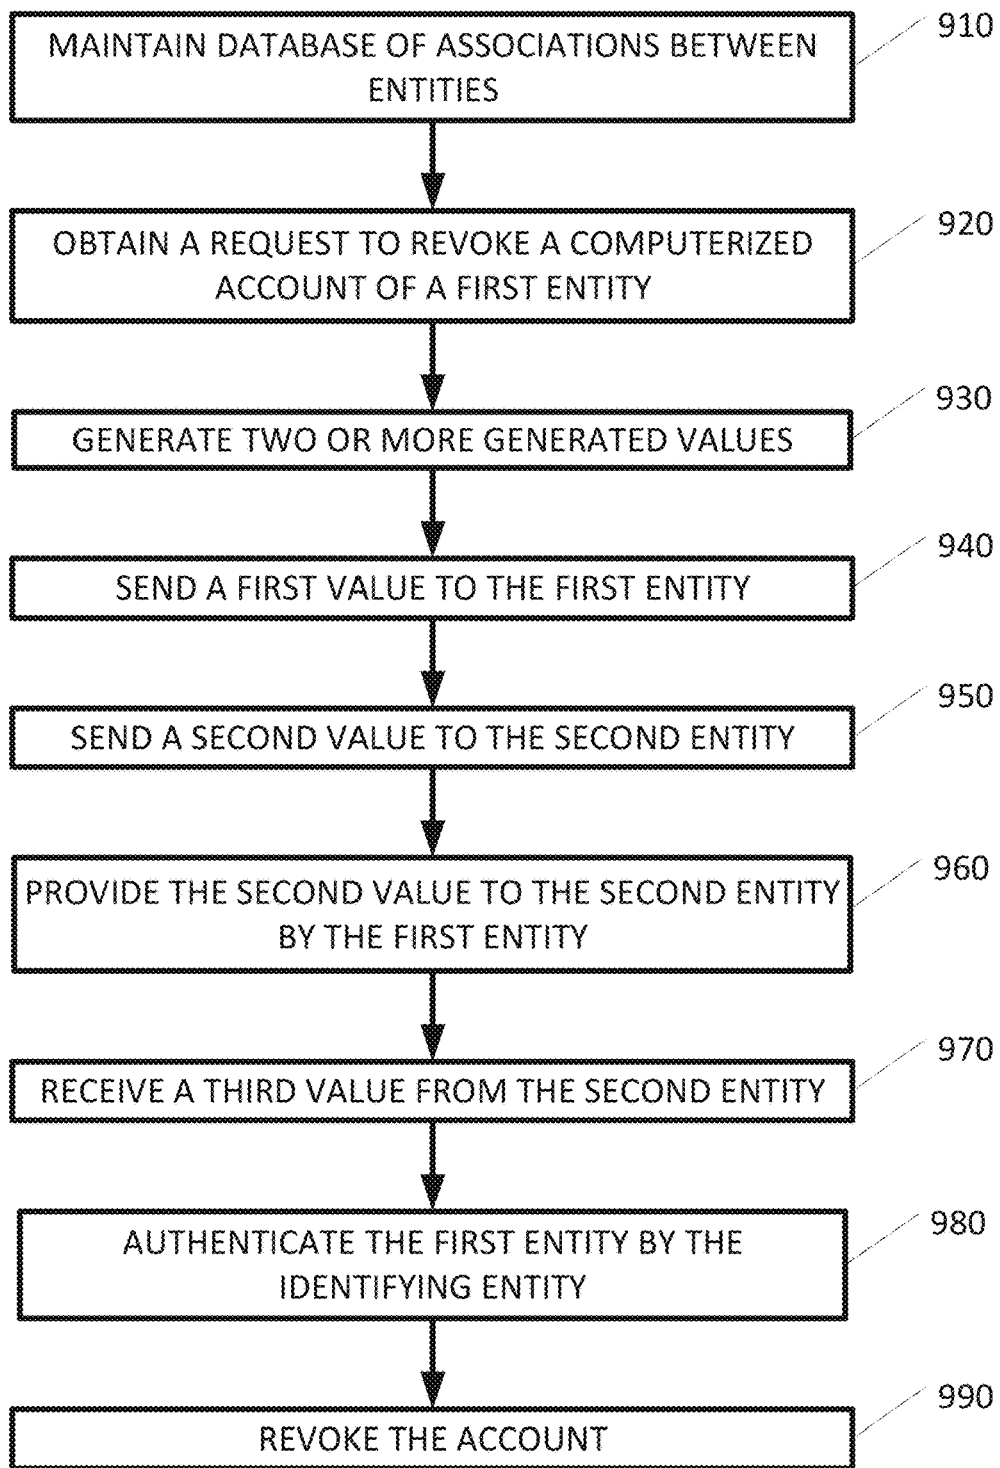 910
MAINTAIN DATABASE OF ASSOCIATIONS BETWEEN
ENTITIES
920
OBTAIN A REQUEST TO REVOKE A COMPUTERIZED
ACCOUNT OF A FIRST ENTITY
930
GENERATE TWO OR MORE GENERATED VALUES
940
SEND A FIRST VALUE TO THE FIRST ENTITY
950
SEND A SECOND VALUE TO THE SECOND ENTITY
960
PROVIDE THE SECOND VALUE TO THE SECOND ENTITY
BY THE FIRST ENTITY
970
RECEIVE A THIRD VALUE FROM THE SECOND ENTITY
980
AUTHENTICATE THE FIRST ENTITY BY THE
IDENTIFYING ENTITY
990
REVOKE THE ACCOUNT